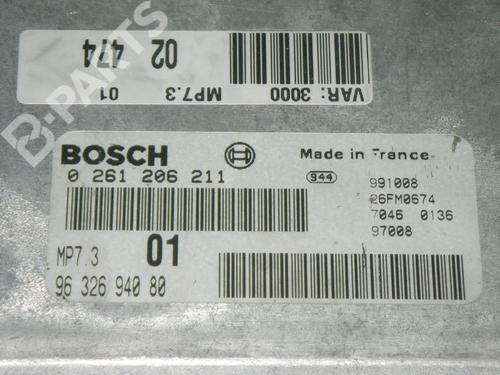 02 474
VAR: 3000 MP7.3 01
B-PARTS
BOSCH
Made in France
0 261 206 211
944
991008
26FM0674
7046 0136
97008
MP7.3 01
96 326 940 80